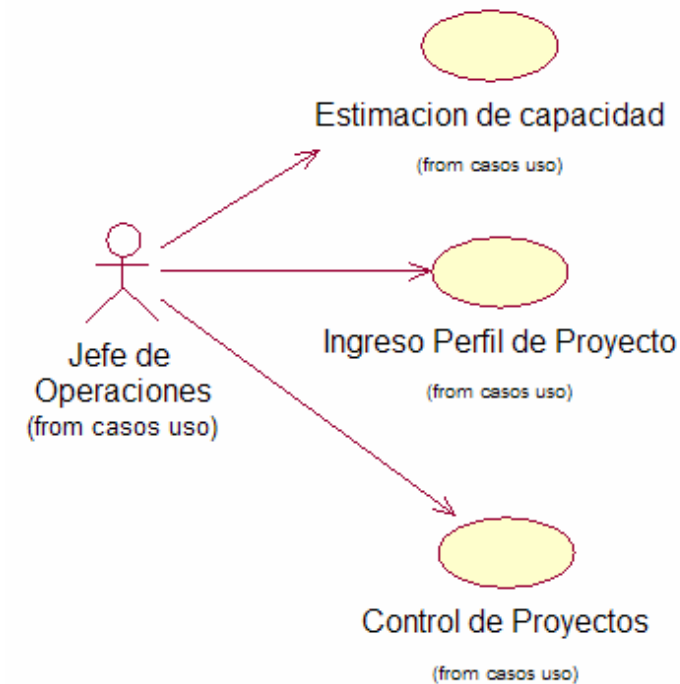 Estimacion de capacidad
(from casos uso)
Jefe de
Operaciones
(from casos uso)
Ingreso Perfil de Proyecto
(from casos uso)
Control de Proyectos
(from casos uso)